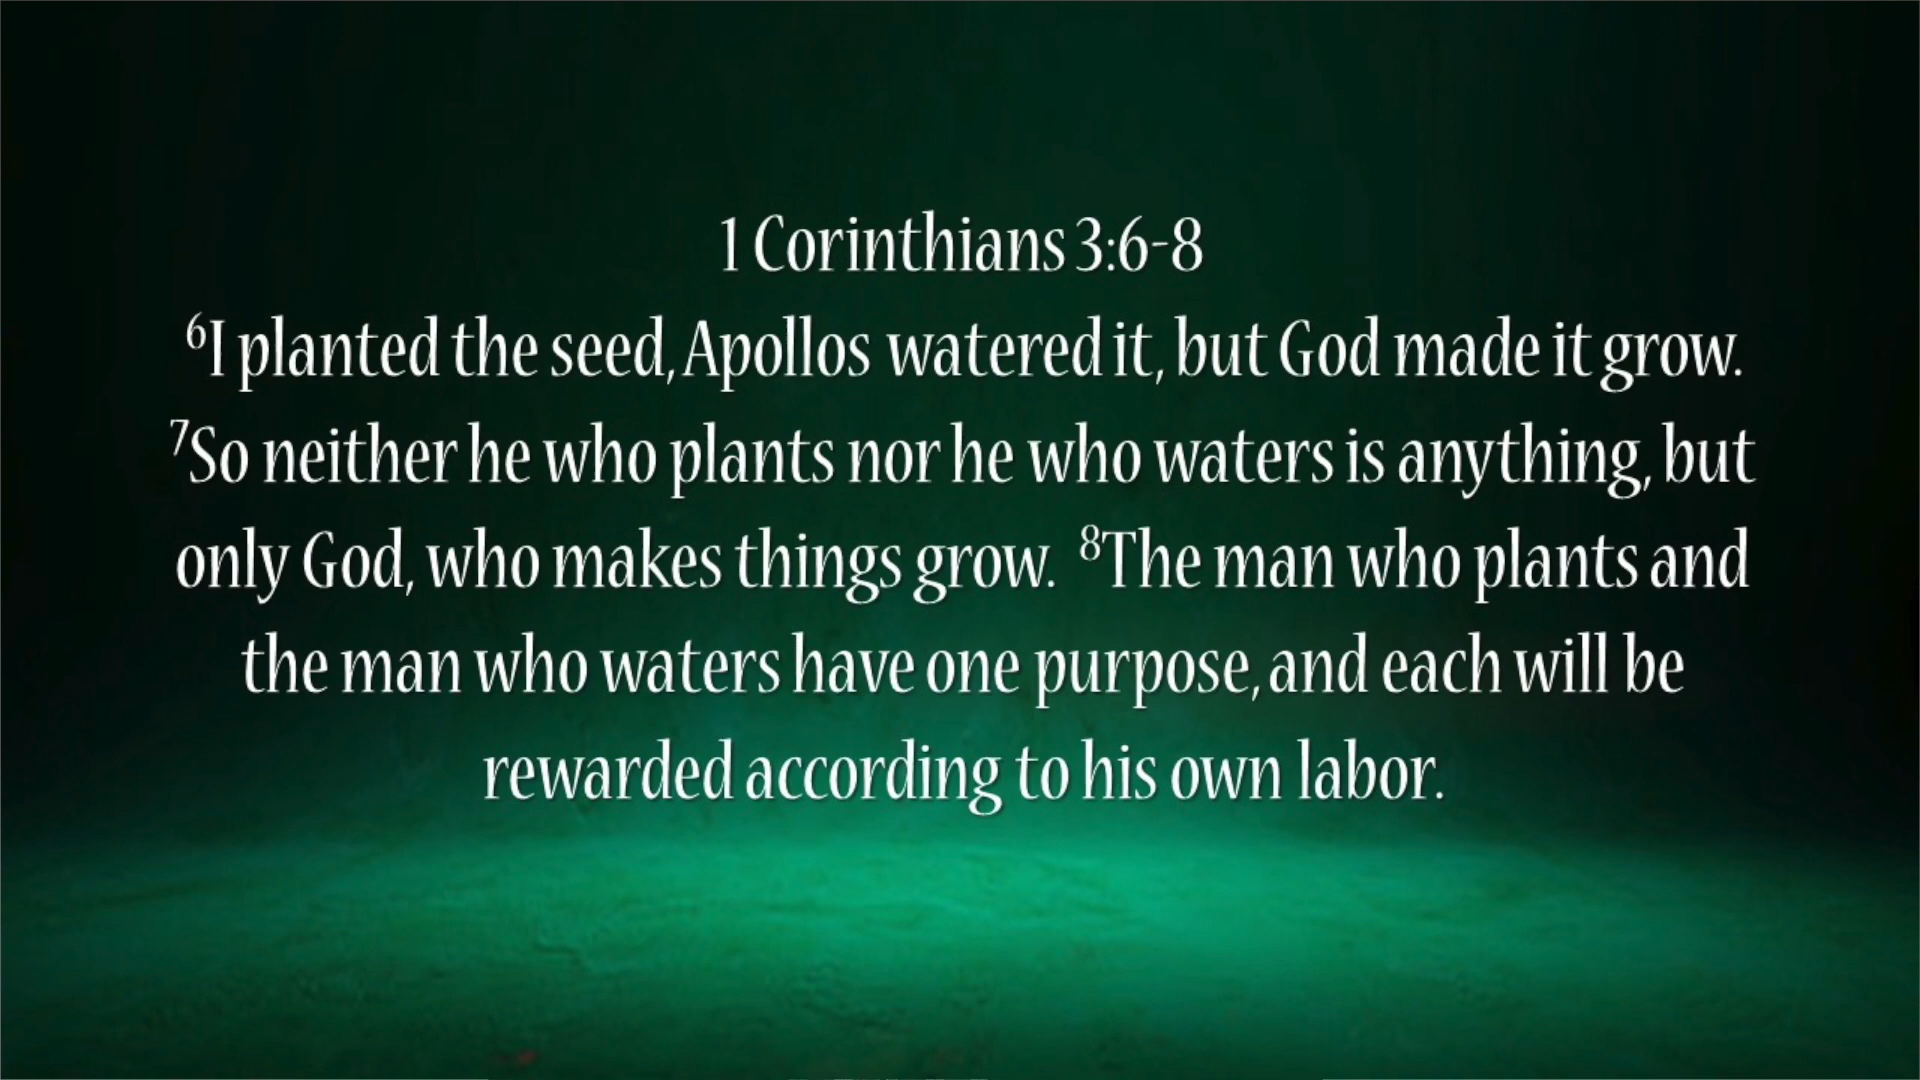 1 Corinthians 3:6-8
⁶I planted the seed, Apollos watered it, but God made it grow.
⁷So neither he who plants nor he who waters is anything, but
only God, who makes things grow. ⁸The man who plants and
the man who waters have one purpose, and each will be
rewarded according to his own labor.